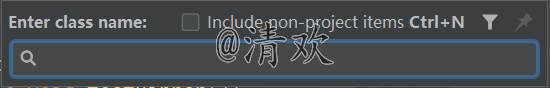 Enter class name: Include non-project items Ctrl+N
@清欢